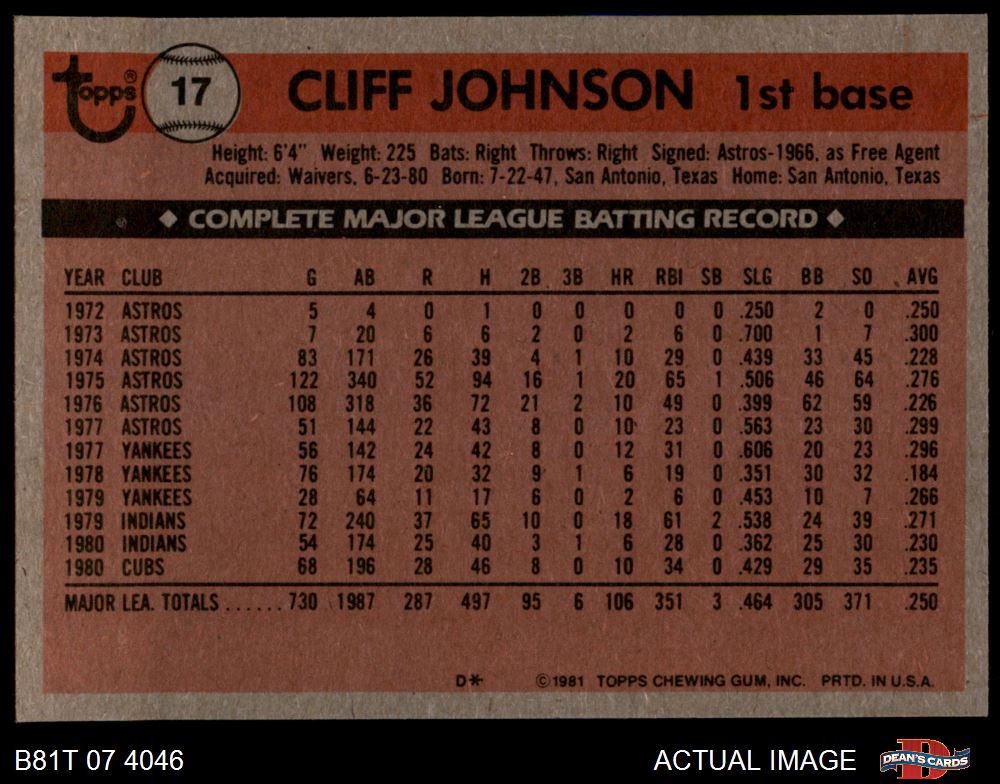 topps® 17 CLIFF JOHNSON 1st base
Height: 6'4" Weight: 225 Bats: Right Throws: Right Signed: Astros-1966, as Free Agent
Acquired: Waivers, 6-23-80 Born: 7-22-47, San Antonio, Texas Home: San Antonio, Texas
◆ COMPLETE MAJOR LEAGUE BATTING RECORD ◆
YEAR CLUB G AB R H 2B 3B HR RBI SB SLG BB SO AVG
1972 ASTROS 5 4 0 1 0 0 0 0 0 .250 2 0 .250
1973 ASTROS 7 20 6 6 2 0 2 6 0 .700 1 7 .300
1974 ASTROS 83 171 26 39 4 1 10 29 0 .439 33 45 .228
1975 ASTROS 122 340 52 94 16 1 20 65 1 .506 46 64 .276
1976 ASTROS 108 318 36 72 21 2 10 49 0 .399 62 59 .226
1977 ASTROS 51 144 22 43 8 0 10 23 0 .563 23 30 .299
1977 YANKEES 56 142 24 42 8 0 12 31 0 .606 20 23 .296
1978 YANKEES 76 174 20 32 9 1 6 19 0 .351 30 32 .184
1979 YANKEES 28 64 11 17 6 0 2 6 0 .453 10 7 .266
1979 INDIANS 72 240 37 65 10 0 18 61 2 .538 24 39 .271
1980 INDIANS 54 174 25 40 3 1 6 28 0 .362 25 30 .230
1980 CUBS 68 196 28 46 8 0 10 34 0 .429 29 35 .235
MAJOR LEA. TOTALS ...... 730 1987 287 497 95 6 106 351 3 .464 305 371 .250
D* ©1981 TOPPS CHEWING GUM, INC. PRTD. IN U.S.A.
B81T 07 4046 ACTUAL IMAGE D DEAN'S CARDS